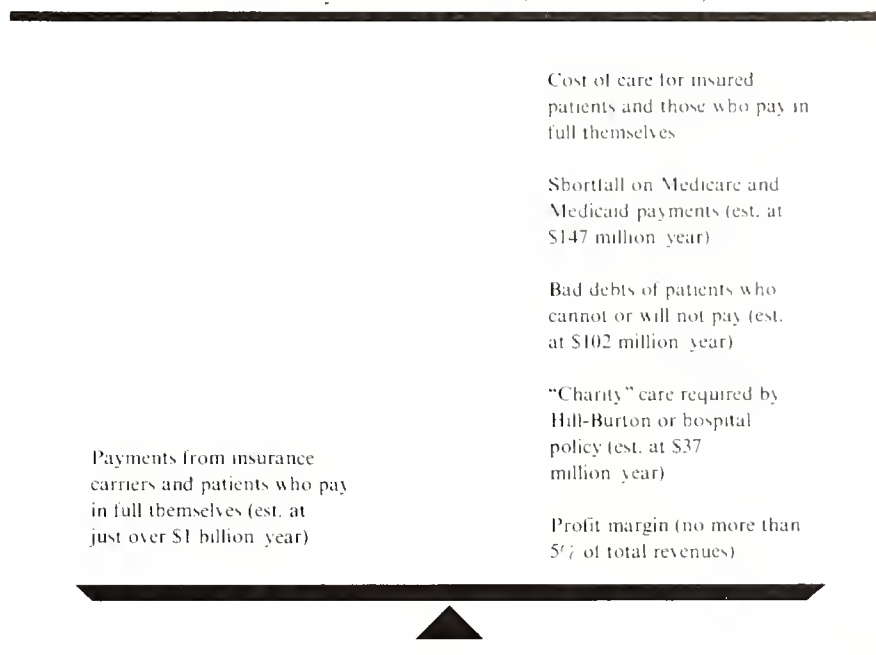 Cost of care for insured
patients and those who pay in
full themselves
Shortfall on Medicare and
Medicaid payments (est. at
$147 million year)
Bad debts of patients who
cannot or will not pay (est.
at $102 million year)
"Charity" care required by
Hill-Burton or hospital
policy (est. at $37
million year)
Profit margin (no more than
5% of total revenues)
Payments from insurance
carriers and patients who pay
in full themselves (est. at
just over $1 billion year)